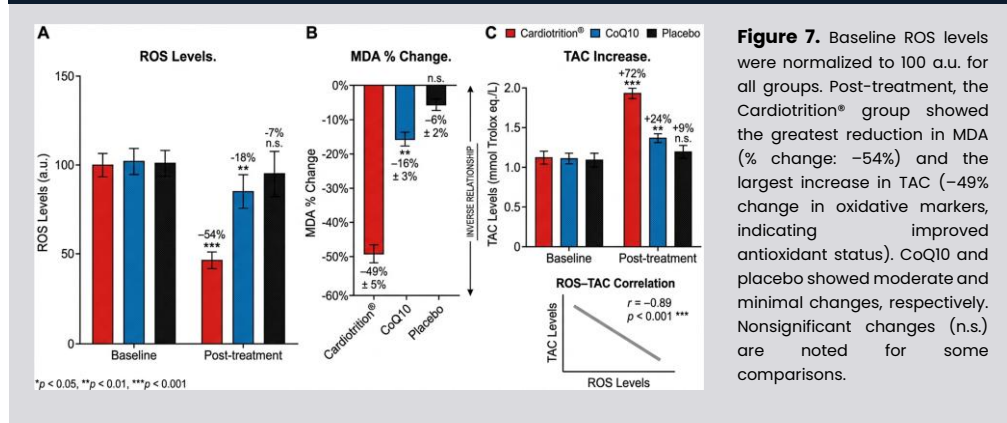 A
ROS Levels.
ROS Levels (a.u.)
150
100
50
0
-54%
***
-18%
**
-7%
n.s.
Baseline
Post-treatment
*p < 0.05, **p < 0.01, ***p < 0.001
B
MDA % Change.
MDA % Change
0%
-10%
-20%
-30%
-40%
-50%
-60%
−49%
± 5%
**
−16%
± 3%
n.s.
−6%
± 2%
Cardiotrition®
CoQ10
Placebo
INVERSE RELATIONSHIP
C
Cardiotrition®
CoQ10
Placebo
TAC Increase.
TAC Levels (mmol Trolox eq./L)
2.0
1.5
1.0
0.5
0
+72%
***
+24%
**
+9%
n.s.
Baseline
Post-treatment
ROS–TAC Correlation
r = −0.89
p < 0.001 ***
TAC Levels
ROS Levels
Figure 7. Baseline ROS levels
were normalized to 100 a.u. for
all groups. Post-treatment, the
Cardiotrition® group showed
the greatest reduction in MDA
(% change: −54%) and the
largest increase in TAC (−49%
change in oxidative markers,
indicating improved
antioxidant status). CoQ10 and
placebo showed moderate and
minimal changes, respectively.
Nonsignificant changes (n.s.)
are noted for some
comparisons.